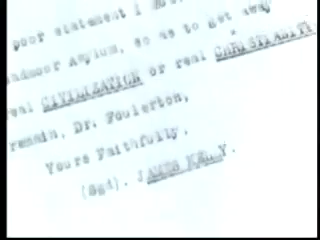 poor statement I
admoor Asylum, so as to get away
real CIVILIZATION or real CHRISTIANITY
remain, Dr. Foulerton,
Yours Faithfully,
(Sgd). JAMES KELLY.